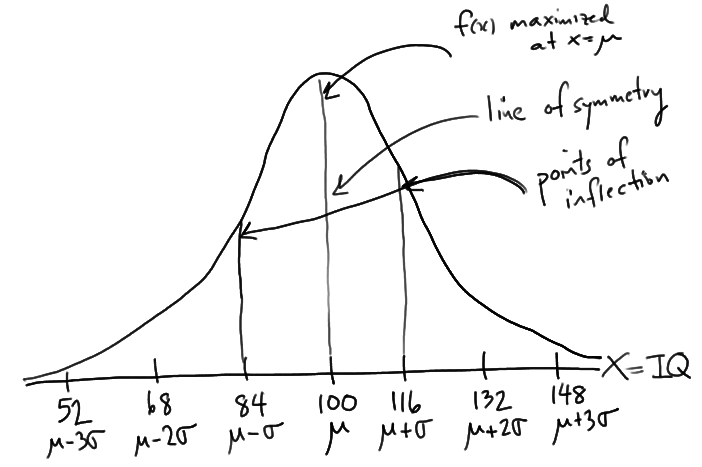 f(x) maximized
at x=μ
line of symmetry
points of
inflection
X=IQ
52 68 84 100 116 132 148
μ-3σ μ-2σ μ-σ μ μ+σ μ+2σ μ+3σ